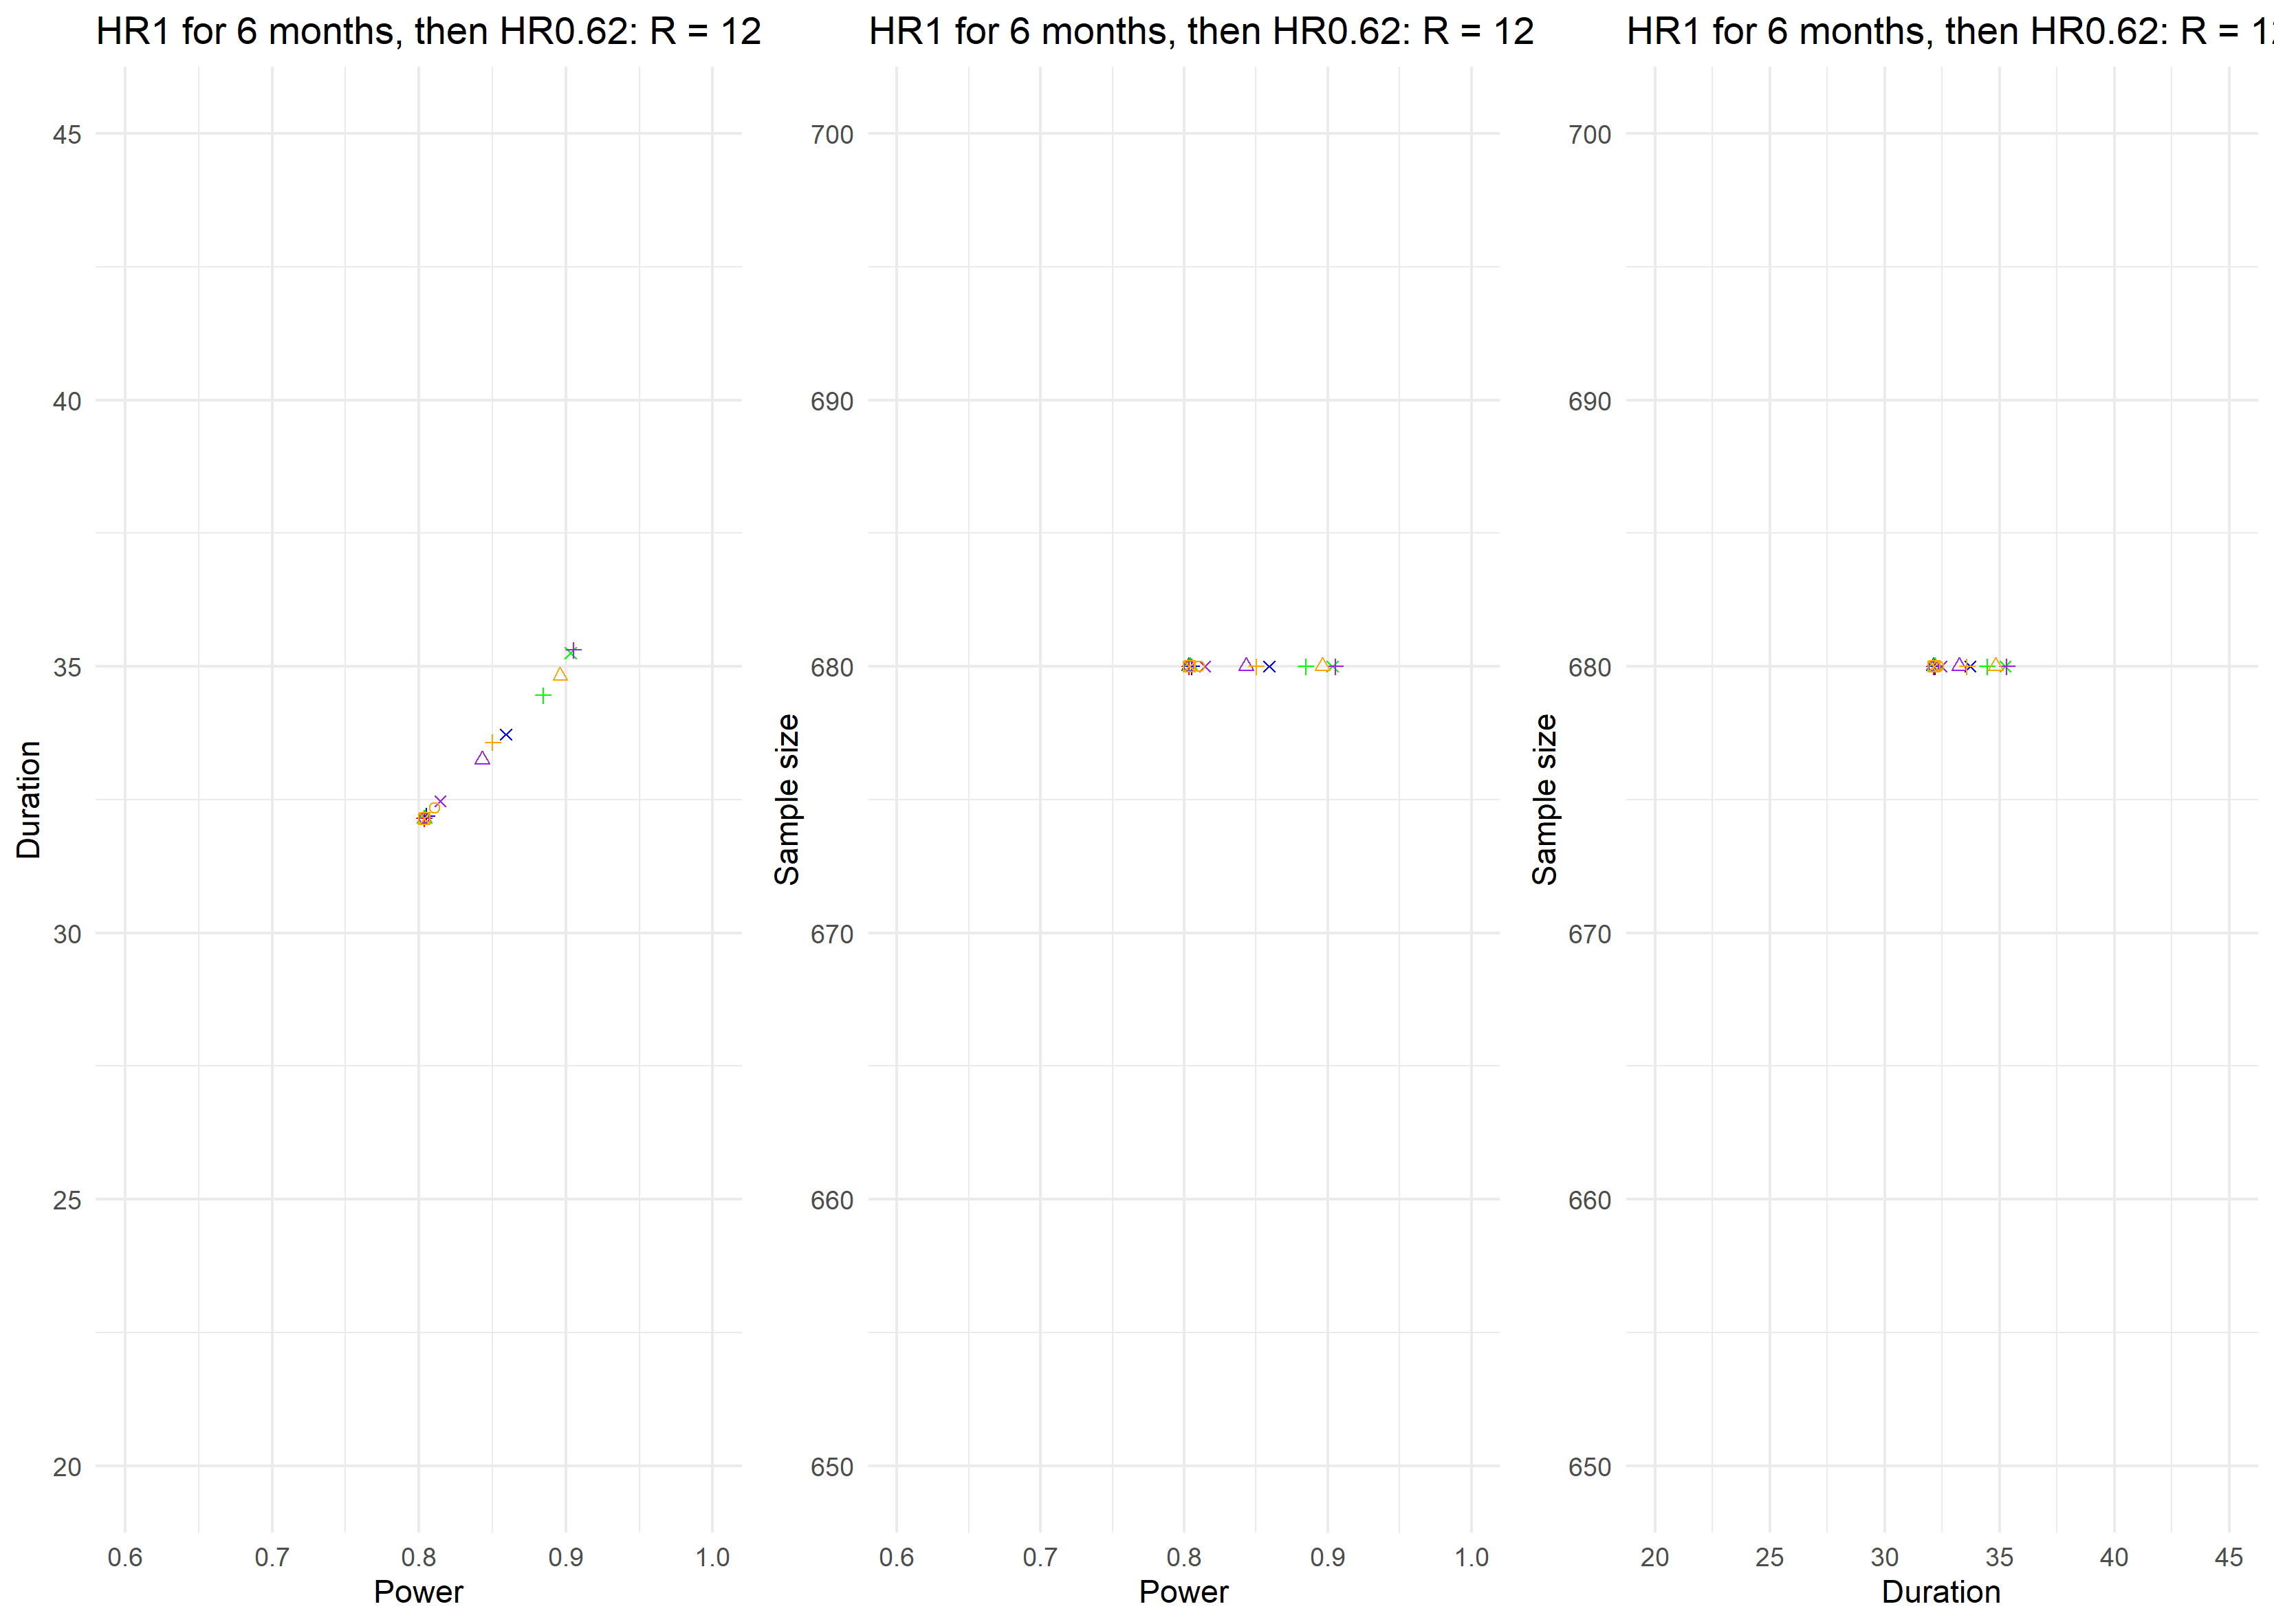 HR1 for 6 months, then HR0.62: R = 12
45
40
35
30
25
20
Duration
0.6 0.7 0.8 0.9 1.0
Power
HR1 for 6 months, then HR0.62: R = 12
700
690
680
670
660
650
Sample size
0.6 0.7 0.8 0.9 1.0
Power
HR1 for 6 months, then HR0.62: R = 12
700
690
680
670
660
650
Sample size
20 25 30 35 40 45
Duration